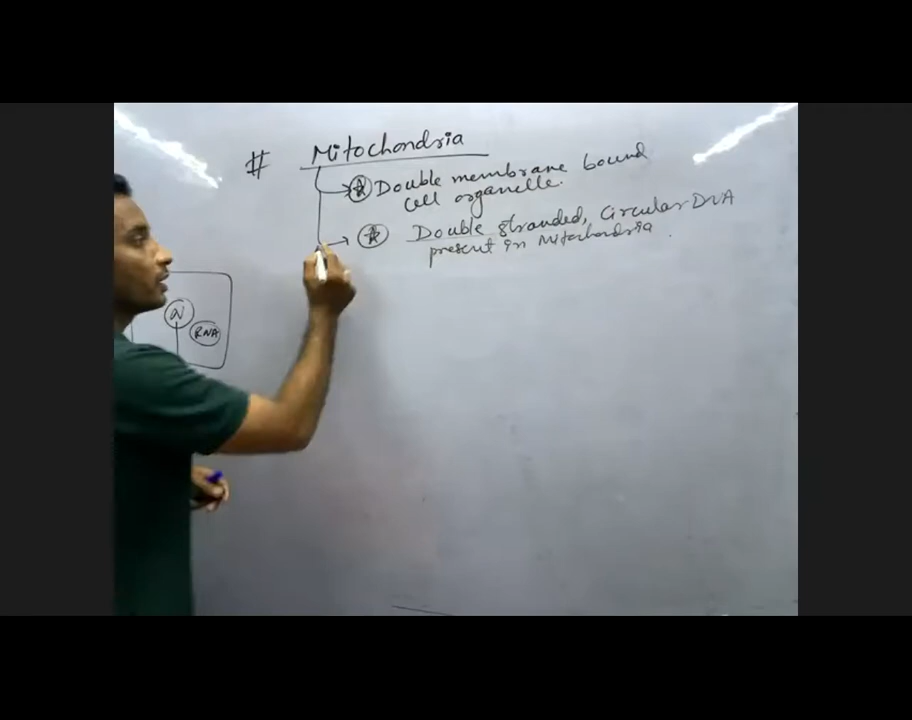 # Mitochondria
Double membrane bound
cell organelle.
Double stranded, Circular DNA
present in Mitochondria.
N
RNA